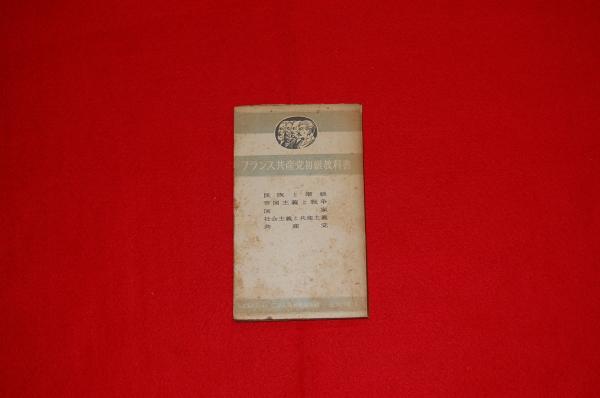 フランス共産党初級教科書
民族と階級
帝国主義と戦争
国家
社会主義と共産主義
共産党